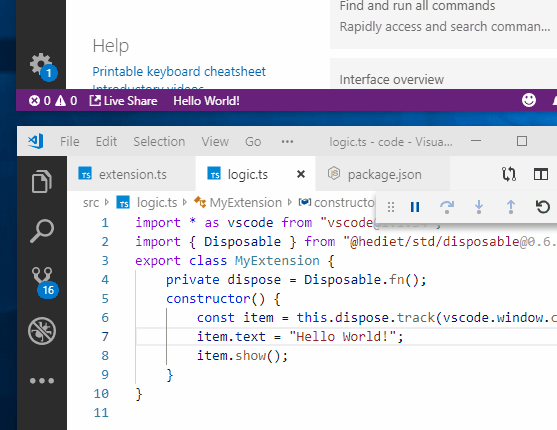 Find and run all commands
Rapidly access and search comman...
Help
Printable keyboard cheatsheet
Introductory videos
Interface overview
1
0 0 Live Share Hello World!
File Edit Selection View Go ••• logic.ts - code - Visua...
TS extension.ts TS logic.ts package.json
src > TS logic.ts > MyExtension > constructo
1 import * as vscode from "vscode
2 import { Disposable } from "@hediet/std/disposable@0.6.
3 export class MyExtension {
4 private dispose = Disposable.fn();
5 constructor() {
6 const item = this.dispose.track(vscode.window.c
7 item.text = "Hello World!";
8 item.show();
9 }
10 }
11
16